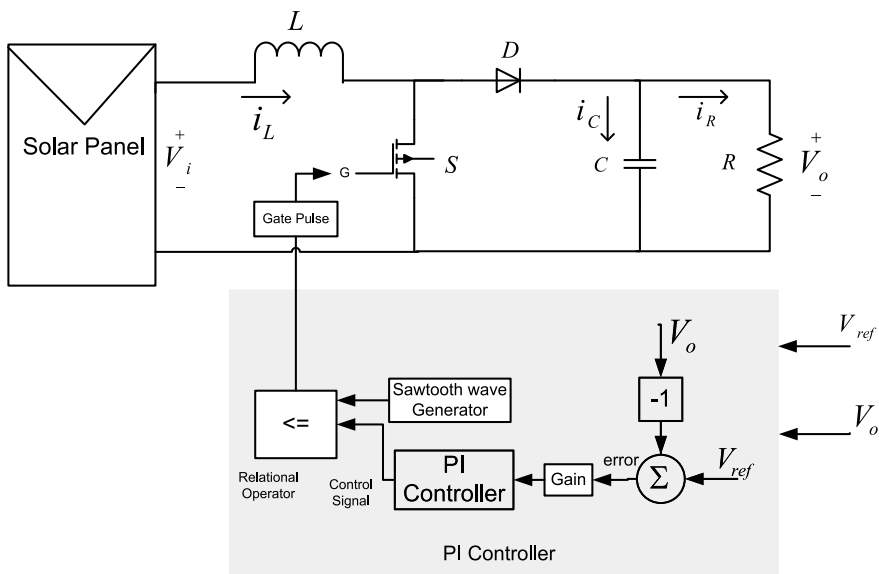 L
D
Solar Panel
+
V_i
–
i_L
i_C
i_R
G
S
C
R
+
V_o
–
Gate Pulse
V_ref
V_o
-1
V_o
Sawtooth wave
Generator
<=
PI
Controller
Gain
error
Σ
V_ref
Relational
Operator
Control
Signal
PI Controller